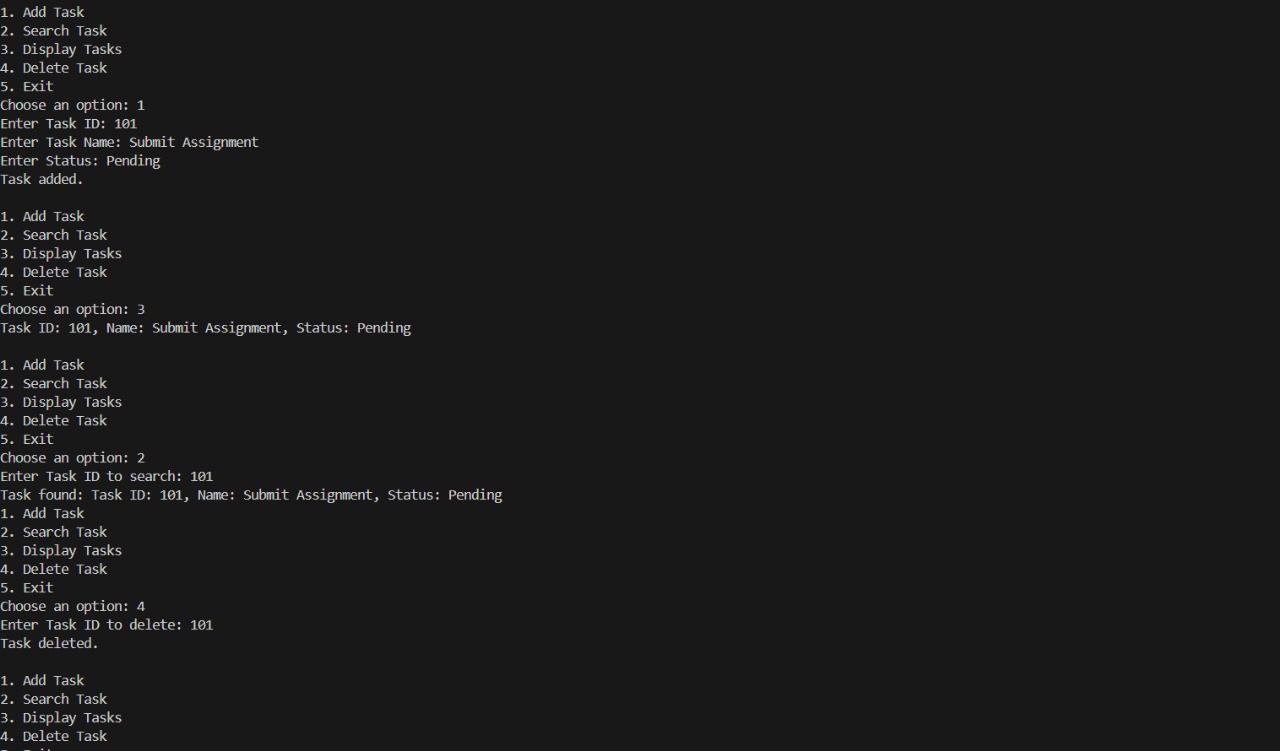 1. Add Task
2. Search Task
3. Display Tasks
4. Delete Task
5. Exit
Choose an option: 1
Enter Task ID: 101
Enter Task Name: Submit Assignment
Enter Status: Pending
Task added.
1. Add Task
2. Search Task
3. Display Tasks
4. Delete Task
5. Exit
Choose an option: 3
Task ID: 101, Name: Submit Assignment, Status: Pending
1. Add Task
2. Search Task
3. Display Tasks
4. Delete Task
5. Exit
Choose an option: 2
Enter Task ID to search: 101
Task found: Task ID: 101, Name: Submit Assignment, Status: Pending
1. Add Task
2. Search Task
3. Display Tasks
4. Delete Task
5. Exit
Choose an option: 4
Enter Task ID to delete: 101
Task deleted.
1. Add Task
2. Search Task
3. Display Tasks
4. Delete Task